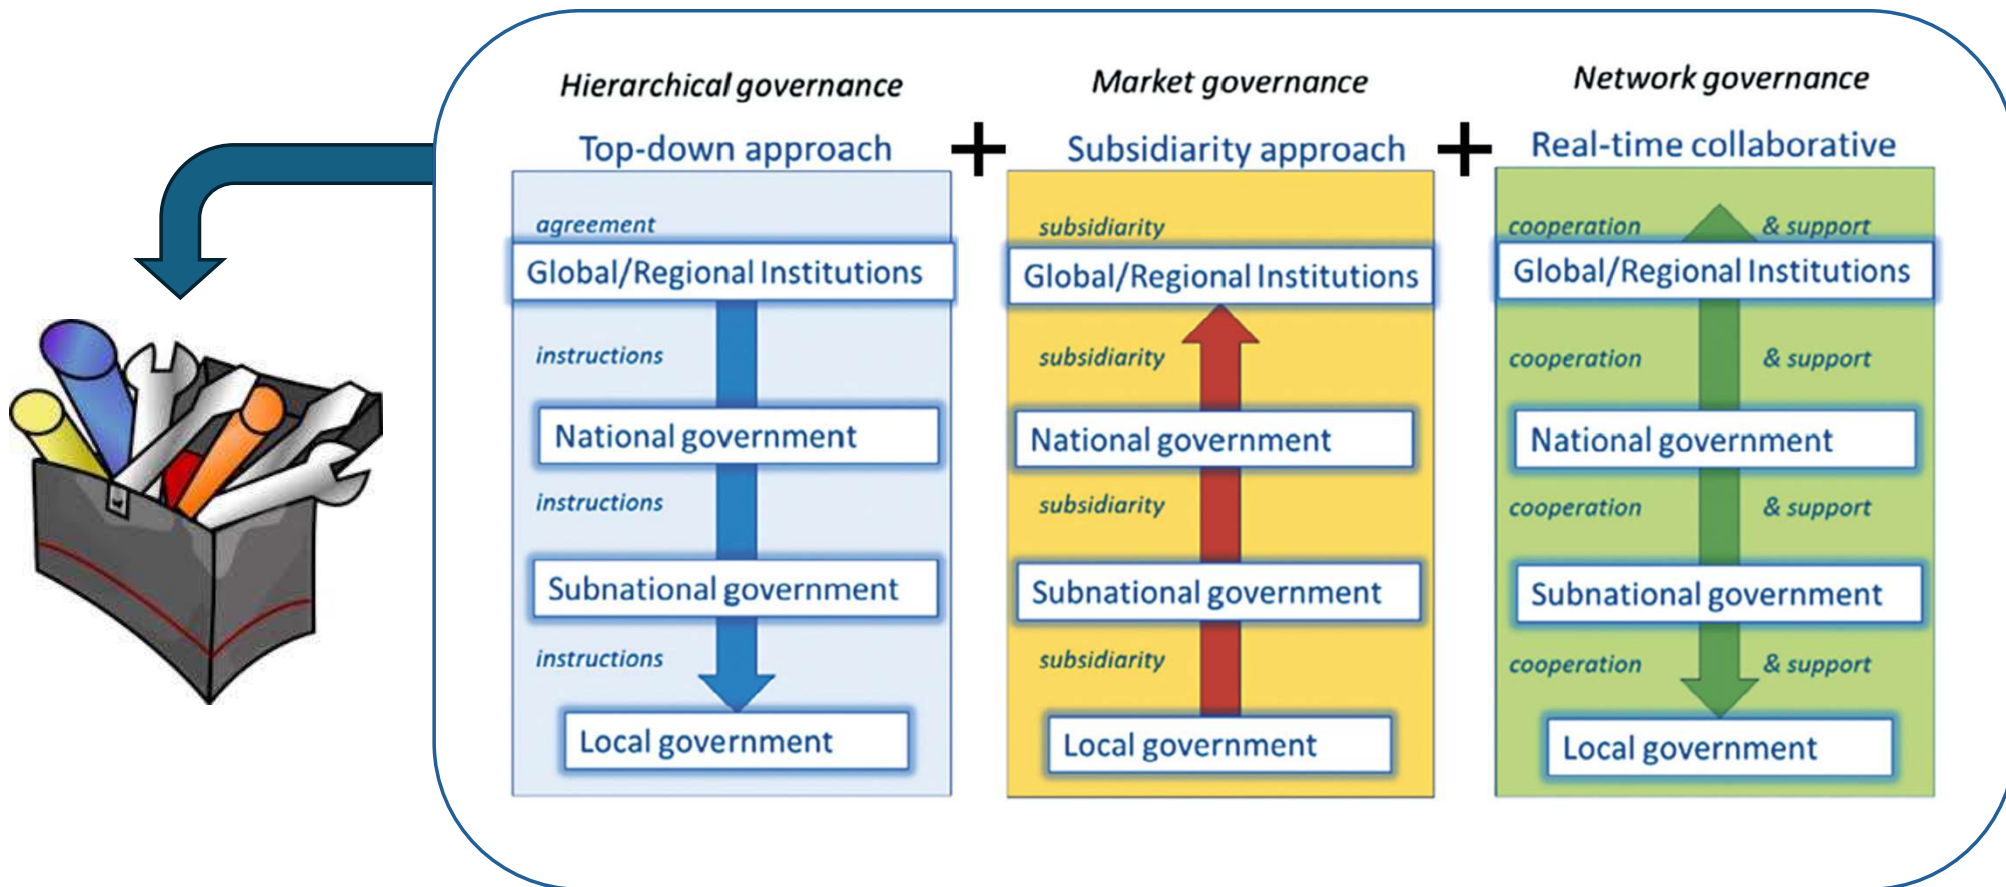 Hierarchical governance
Top-down approach
agreement
Global/Regional Institutions
instructions
National government
instructions
Subnational government
instructions
Local government
+
Market governance
Subsidiarity approach
subsidiarity
Global/Regional Institutions
subsidiarity
National government
subsidiarity
Subnational government
subsidiarity
Local government
+
Network governance
Real-time collaborative
cooperation & support
Global/Regional Institutions
cooperation & support
National government
cooperation & support
Subnational government
cooperation & support
Local government